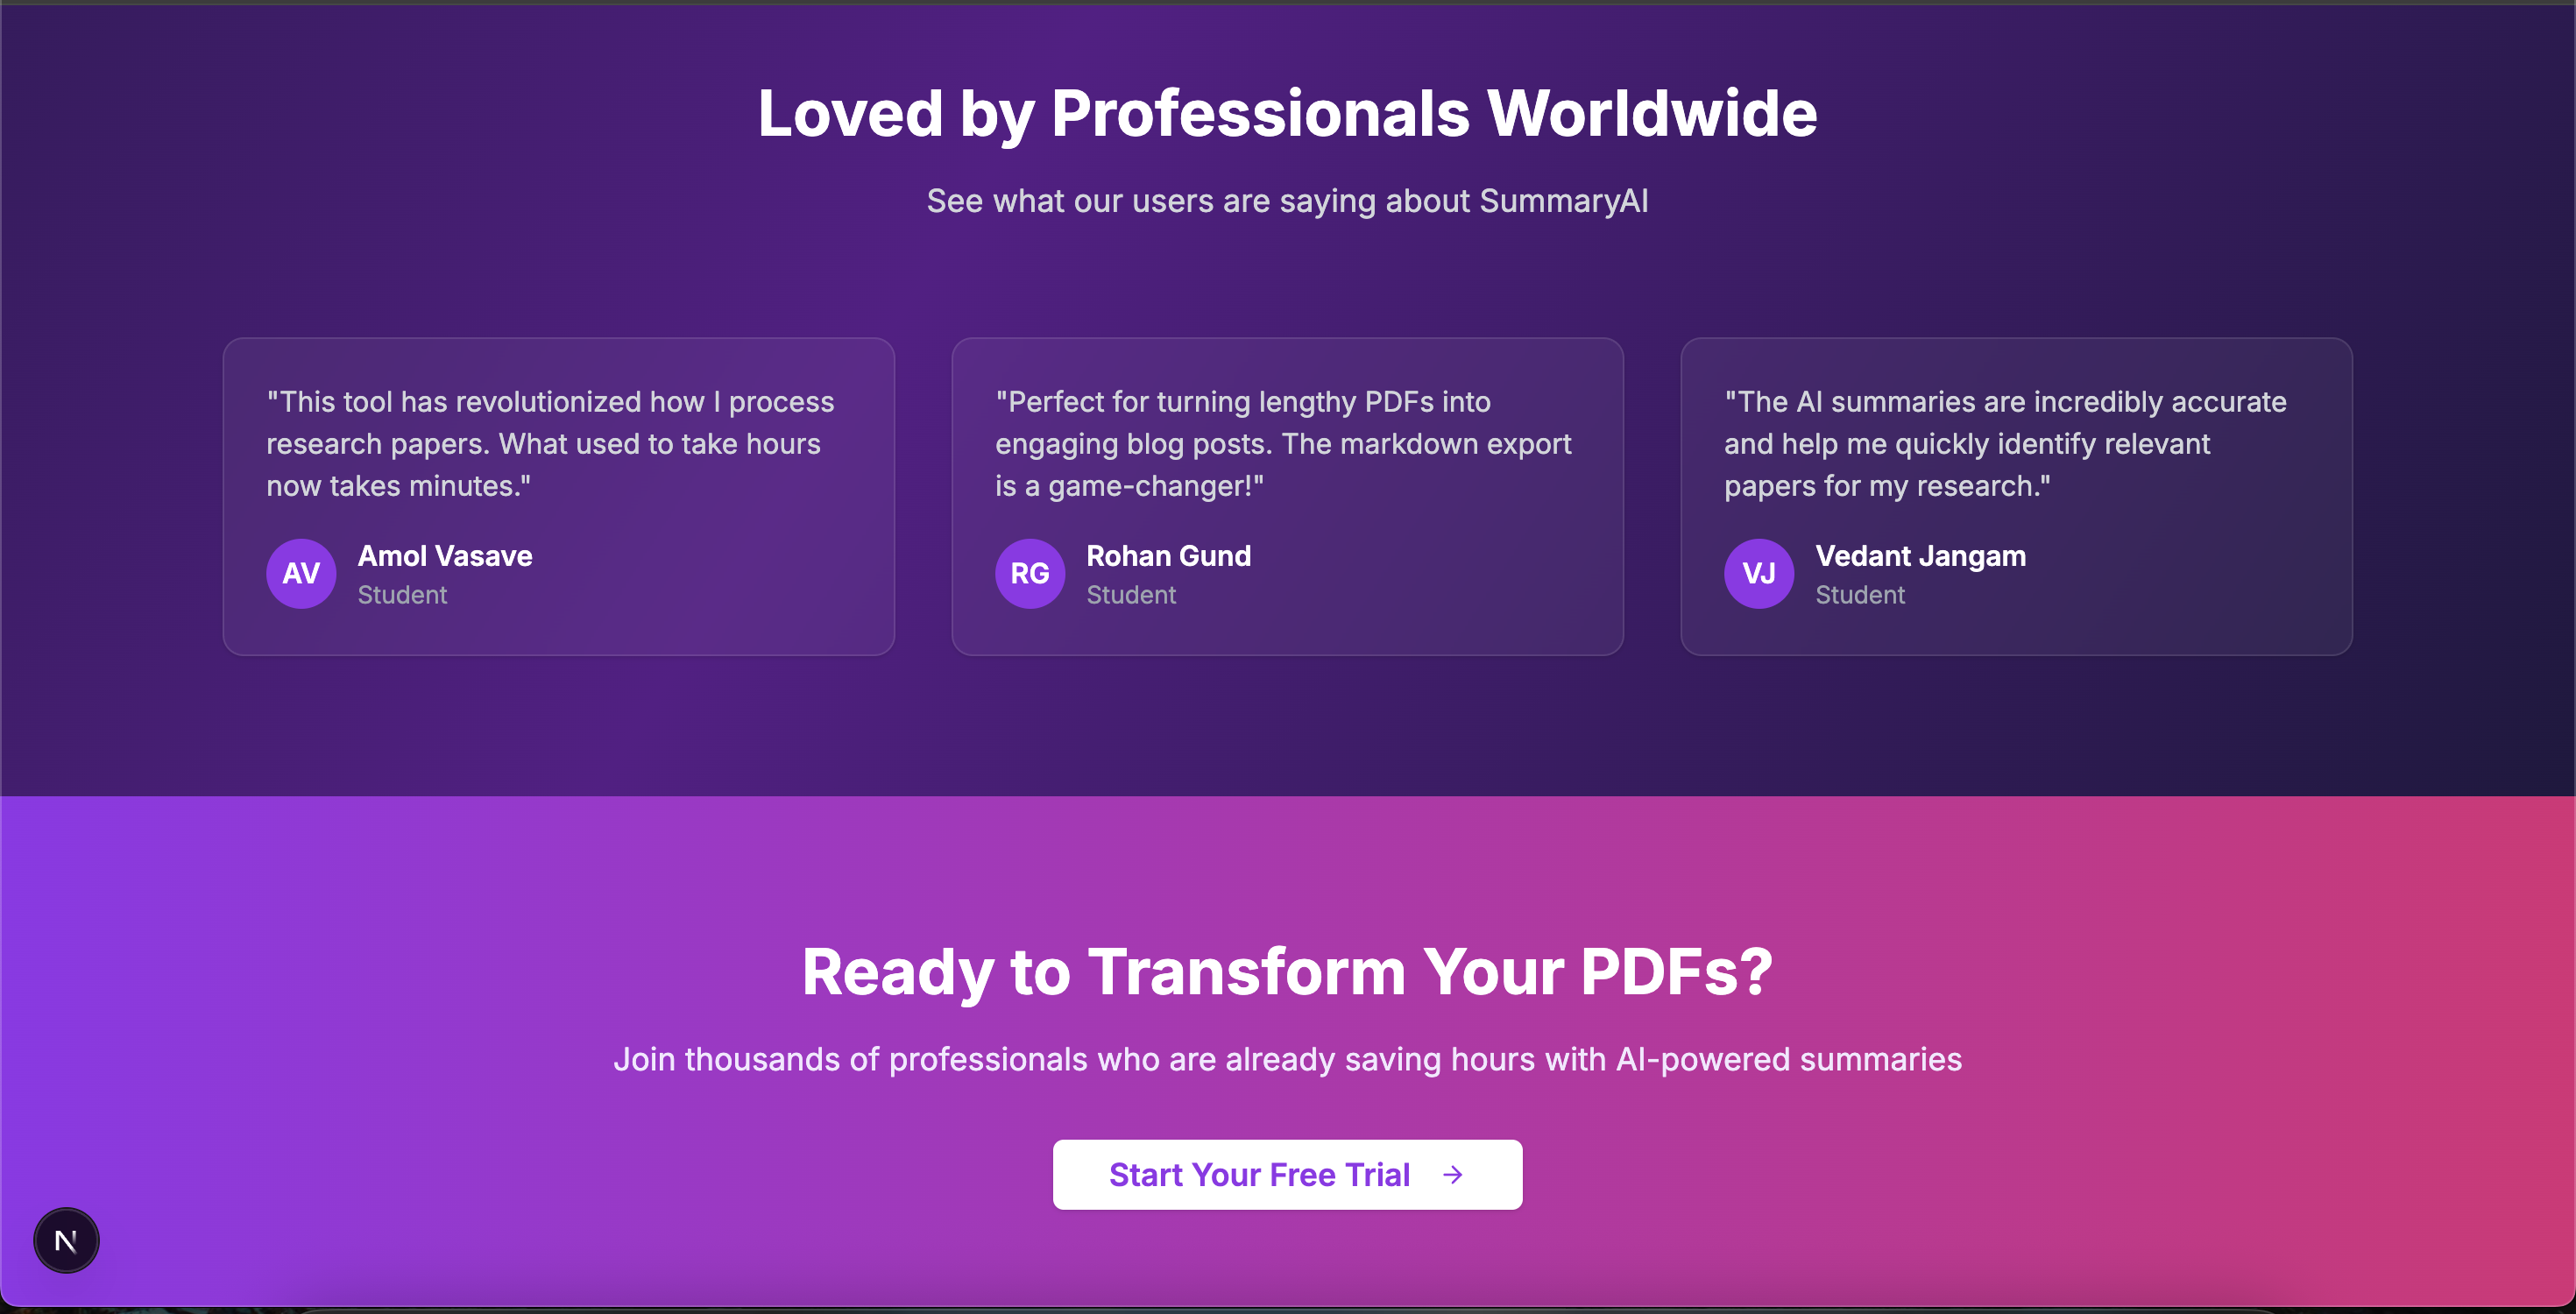 Loved by Professionals Worldwide
See what our users are saying about SummaryAI
"This tool has revolutionized how I process
research papers. What used to take hours
now takes minutes."
AV
Amol Vasave
Student
"Perfect for turning lengthy PDFs into
engaging blog posts. The markdown export
is a game-changer!"
RG
Rohan Gund
Student
"The AI summaries are incredibly accurate
and help me quickly identify relevant
papers for my research."
VJ
Vedant Jangam
Student
Ready to Transform Your PDFs?
Join thousands of professionals who are already saving hours with AI-powered summaries
Start Your Free Trial →
N